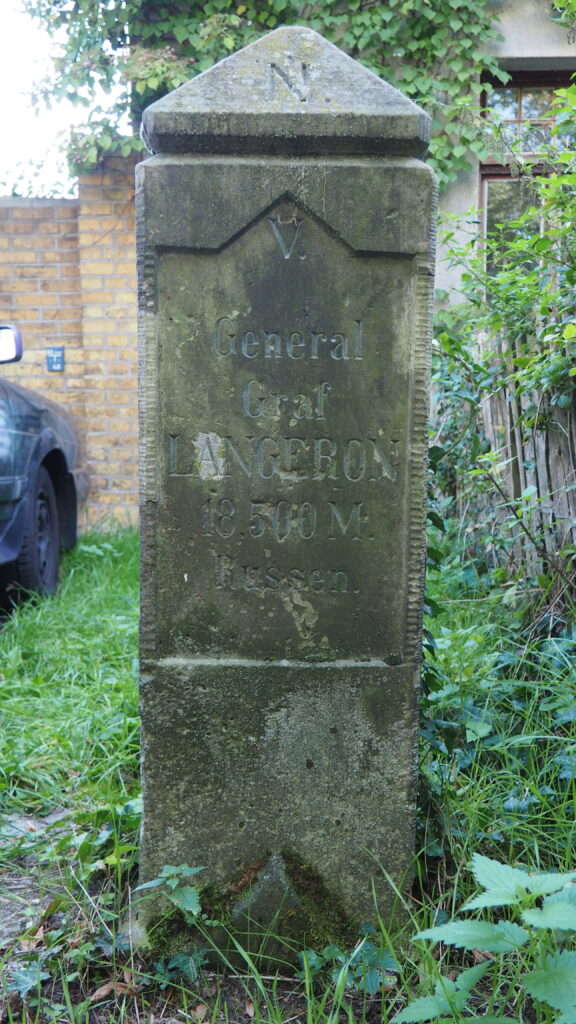 N.
V.
General
Graf
LANGERON
18,500 M.
Russen.